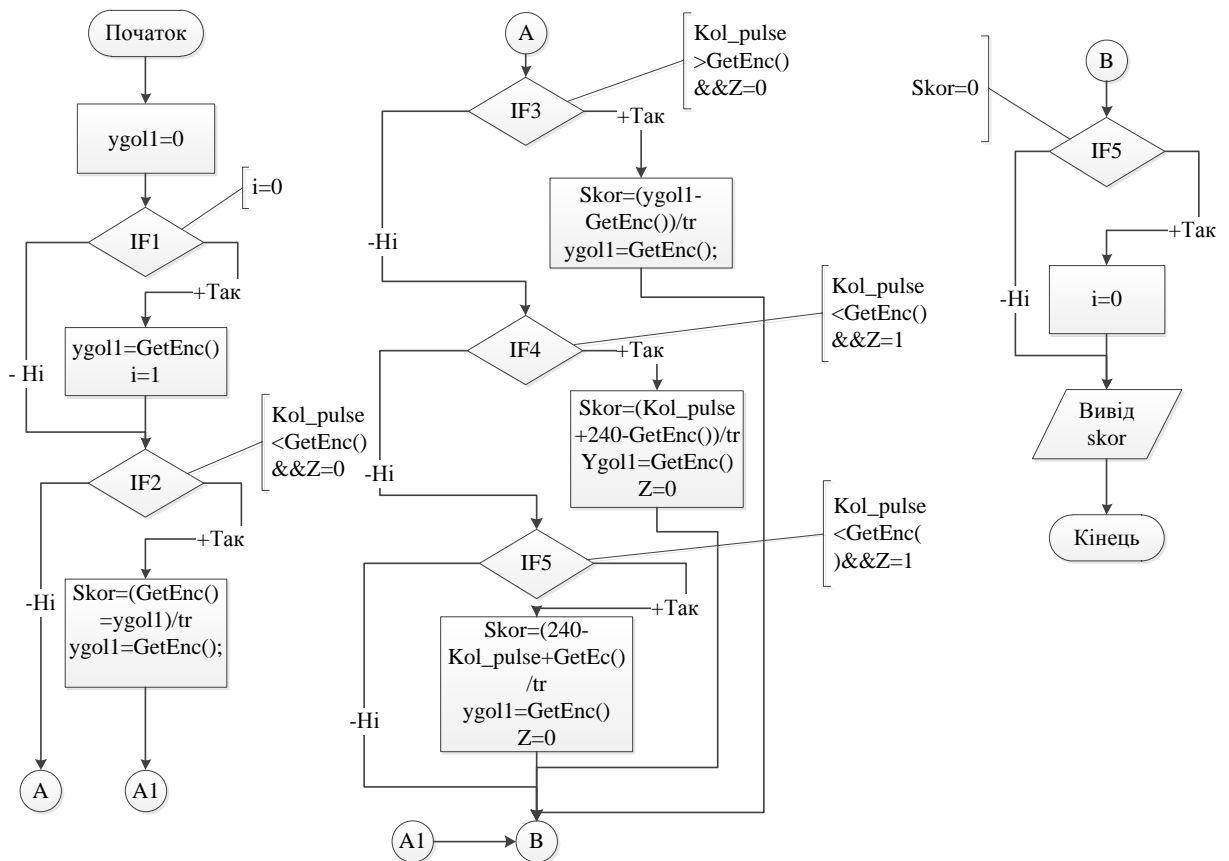 Початок
ygol1=0
i=0
IF1
+Так
- Ні
ygol1=GetEnc()
i=1
Kol_pulse
<GetEnc()
&&Z=0
IF2
+Так
-Ні
Skor=(GetEnc()
=ygol1)/tr
ygol1=GetEnc();
A
A1
A
Kol_pulse
>GetEnc()
&&Z=0
IF3
+Так
-Ні
Skor=(ygol1-
GetEnc())/tr
ygol1=GetEnc();
Kol_pulse
<GetEnc()
&&Z=1
IF4
+Так
-Ні
Skor=(Kol_pulse
+240-GetEnc())/tr
Ygol1=GetEnc()
Z=0
Kol_pulse
<GetEnc(
)&&Z=1
IF5
+Так
-Ні
Skor=(240-
Kol_pulse+GetEc()
/tr
ygol1=GetEnc()
Z=0
A1
B
B
Skor=0
IF5
+Так
-Ні
i=0
Вивід
skor
Кінець